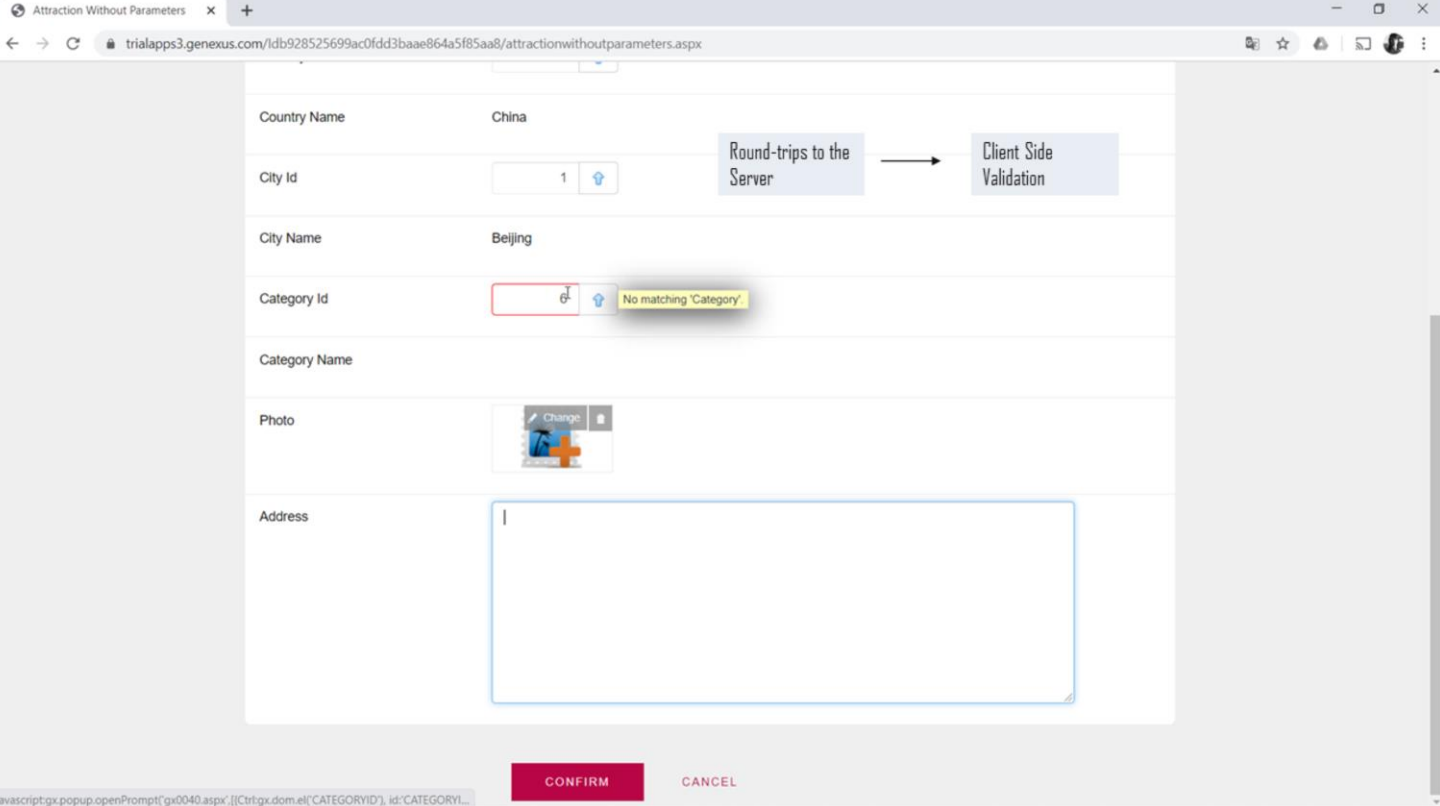 Attraction Without Parameters
trialapps3.genexus.com/Idb928525699ac0fdd3baae864a5f85aa8/attractionwithoutparameters.aspx
Country Name China
Round-trips to the
Server
Client Side
Validation
City Id 1
City Name Beijing
Category Id 6 No matching 'Category'.
Category Name
Photo Change
Address
CONFIRM CANCEL
avascript:gx.popup.openPrompt('gx0040.aspx',[{Ctrl:gx.dom.el('CATEGORYID'), id:'CATEGORYI...